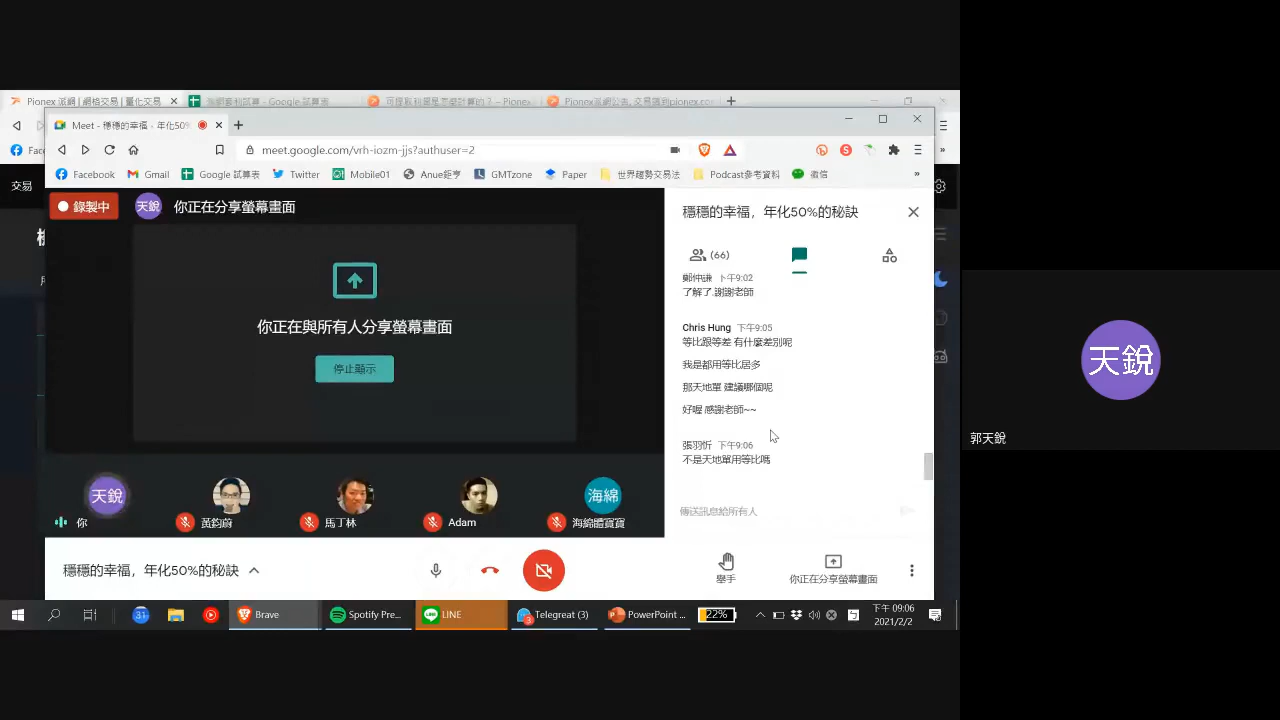 Pionex 派網 | 網格交易 | 量化交易
派網套利試算 - Google 試算表
可提取利潤是怎麼計算的？ – Pionex
Pionex派網公告, 交易識到pionex.co
Meet - 穩穩的幸福 - 年化50%
meet.google.com/vrh-iozm-jjs?authuser=2
Facebook
Gmail
Google 試算表
Twitter
Mobile01
Anue鉅亨
GMTzone
Paper
世界趨勢交易法
Podcast參考資料
微信
»
交易
錄製中
天銳
你正在分享螢幕畫面
你正在與所有人分享螢幕畫面
停止顯示
天銳
你
黃鈞蔚
馬丁林
Adam
海綿
海綿體寶寶
穩穩的幸福，年化50%的秘訣
(66)
鄭仲謙 下午9:02
了解了,謝謝老師
Chris Hung 下午9:05
等比跟等差 有什麼差別呢
我是都用等比居多
那天地單 建議哪個呢
好喔 感謝老師~~
張羽忻 下午9:06
不是天地單用等比嗎
傳送訊息給所有人
穩穩的幸福，年化50%的秘訣
舉手
你正在分享螢幕畫面
31
Brave
Spotify Pre...
LINE
Telegreat (3)
PowerPoint ...
22%
下午 09:06
2021/2/2
天銳
郭天銳